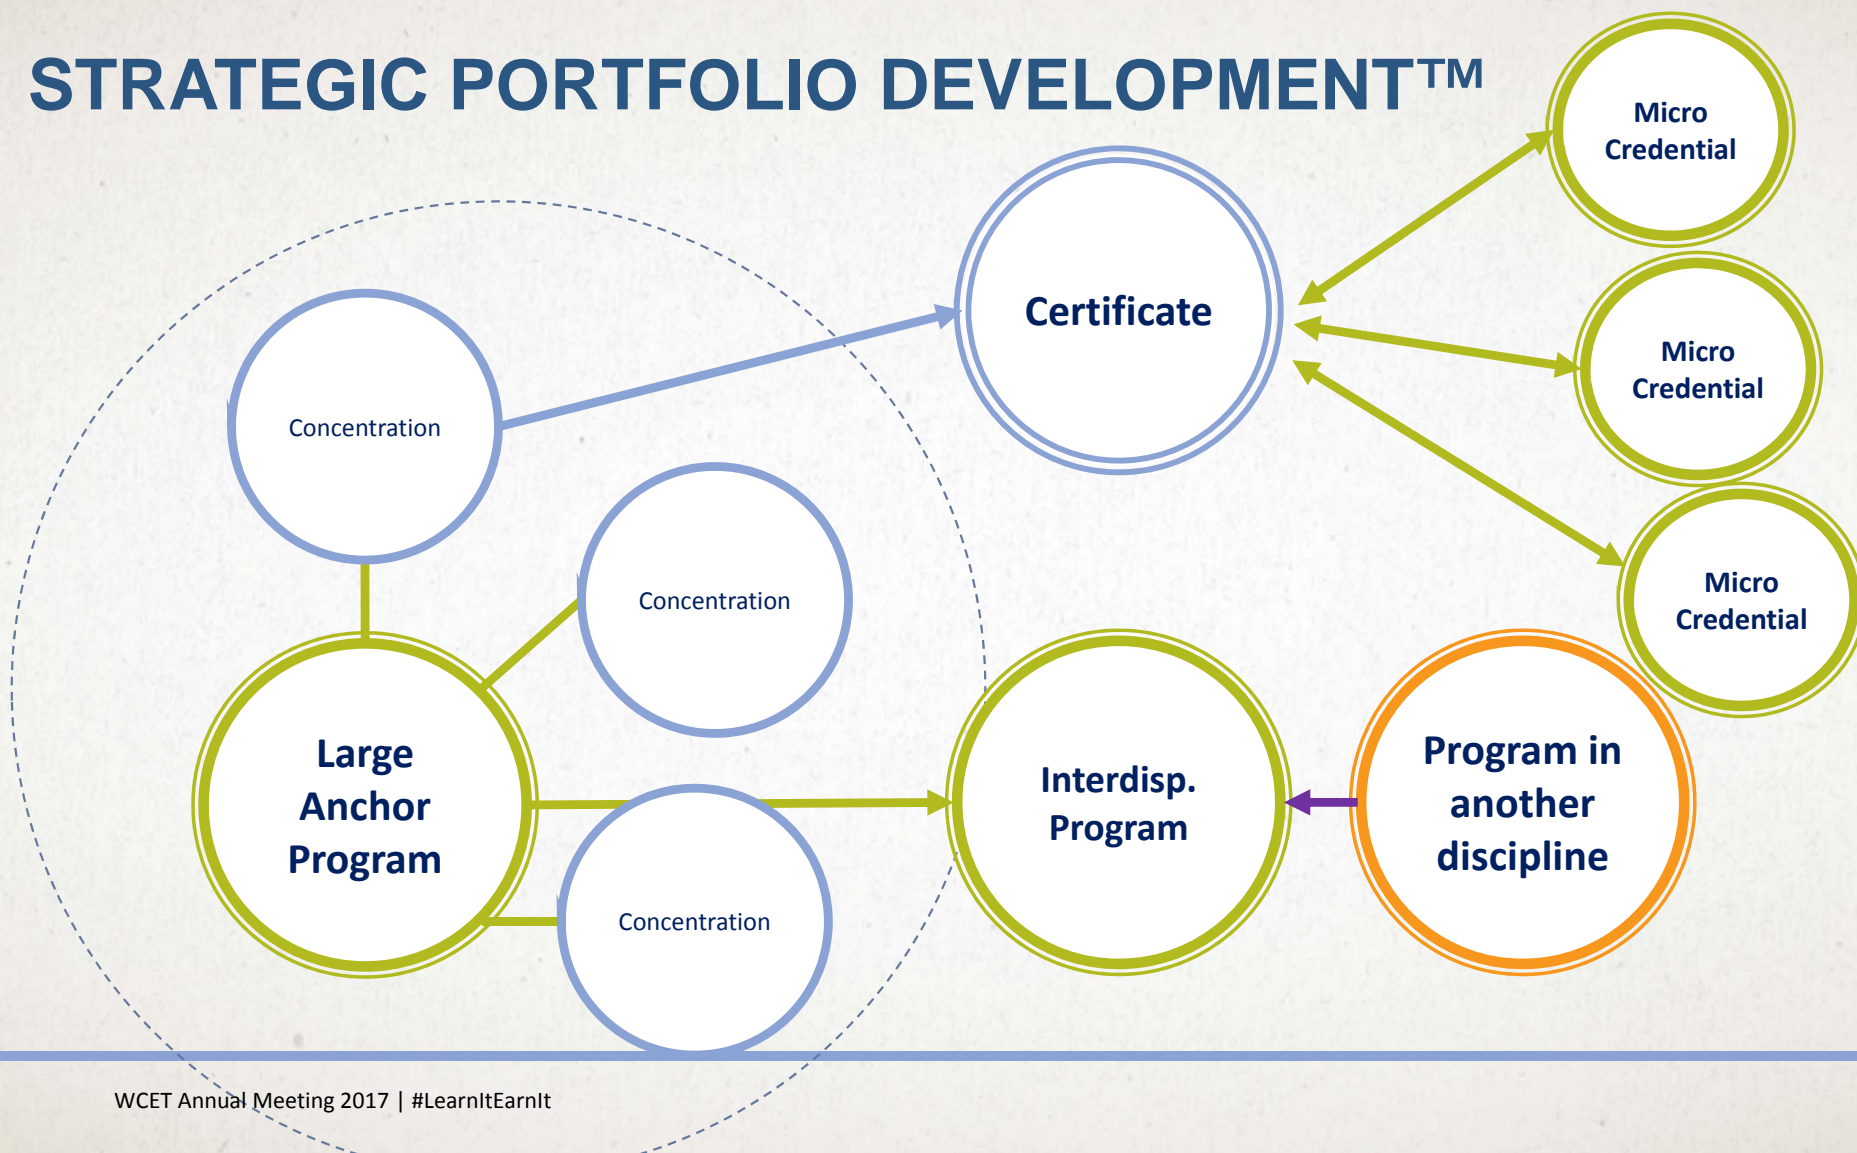 STRATEGIC PORTFOLIO DEVELOPMENT™
Micro
Credential
Certificate
Micro
Credential
Concentration
Concentration
Micro
Credential
Large
Anchor
Program
Interdisp.
Program
Program in
another
discipline
Concentration
WCET Annual Meeting 2017 | #LearnItEarnIt